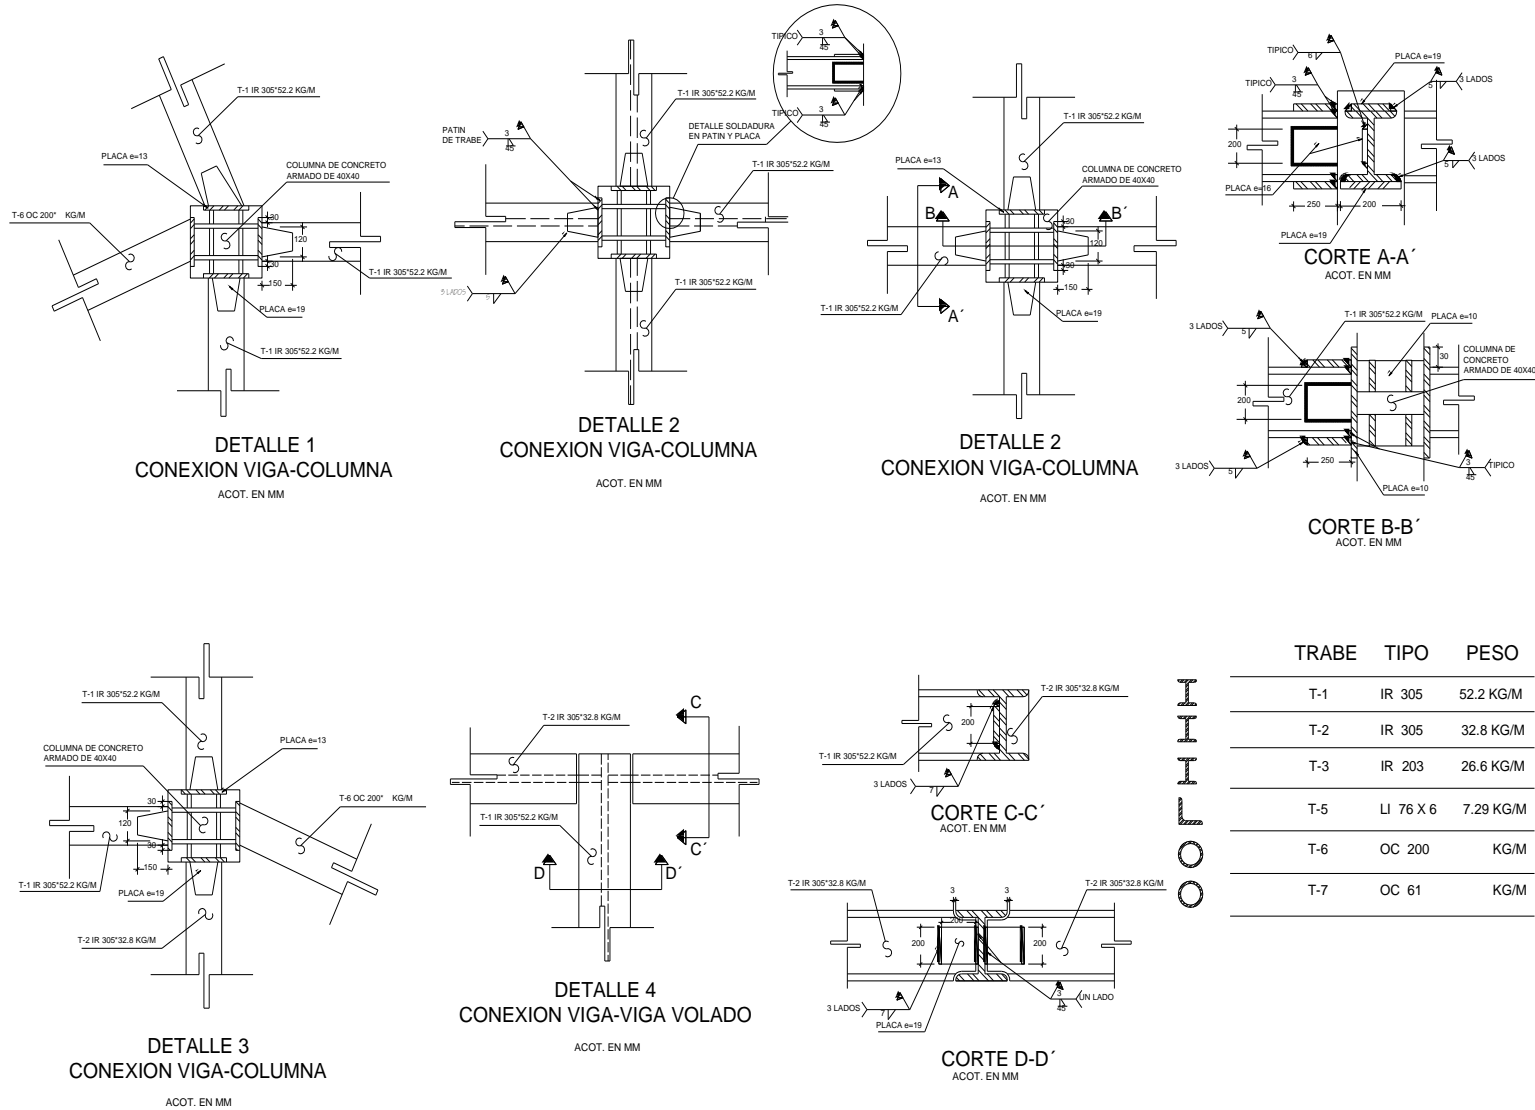 T-1 IR 305*52.2 KG/M
PLACA e=13
COLUMNA DE CONCRETO
ARMADO DE 40X40
T-6 OC 200* KG/M
30
120
30
150
T-1 IR 305*52.2 KG/M
PLACA e=19
T-1 IR 305*52.2 KG/M
DETALLE 1
CONEXION VIGA-COLUMNA
ACOT. EN MM
TIPICO
3
45
TIPICO
3
45
T-1 IR 305*52.2 KG/M
PATIN
DE TRABE
3
45
DETALLE SOLDADURA
EN PATIN Y PLACA
T-1 IR 305*52.2 KG/M
3 LADOS
5
T-1 IR 305*52.2 KG/M
DETALLE 2
CONEXION VIGA-COLUMNA
ACOT. EN MM
T-1 IR 305*52.2 KG/M
PLACA e=13
COLUMNA DE CONCRETO
ARMADO DE 40X40
A
B
B´
30
120
30
150
T-1 IR 305*52.2 KG/M
A´
PLACA e=19
DETALLE 2
CONEXION VIGA-COLUMNA
ACOT. EN MM
TIPICO
6
PLACA e=19
TIPICO
3
45
3 LADOS
5
200
3 LADOS
5
PLACA e=16
250
200
PLACA e=19
CORTE A-A´
ACOT. EN MM
T-1 IR 305*52.2 KG/M
PLACA e=10
3 LADOS
5
30
COLUMNA DE
CONCRETO
ARMADO DE 40X40
200
3 LADOS
5
250
3
45
TIPICO
PLACA e=10
CORTE B-B´
ACOT. EN MM
T-1 IR 305*52.2 KG/M
COLUMNA DE CONCRETO
ARMADO DE 40X40
PLACA e=13
30
120
30
150
T-6 OC 200* KG/M
T-1 IR 305*52.2 KG/M
PLACA e=19
T-2 IR 305*32.8 KG/M
DETALLE 3
CONEXION VIGA-COLUMNA
ACOT. EN MM
C
T-2 IR 305*32.8 KG/M
T-1 IR 305*52.2 KG/M
C´
D
D´
DETALLE 4
CONEXION VIGA-VIGA VOLADO
ACOT. EN MM
T-2 IR 305*32.8 KG/M
200
T-1 IR 305*52.2 KG/M
3 LADOS
7
CORTE C-C´
ACOT. EN MM
T-2 IR 305*32.8 KG/M
3
3
T-2 IR 305*32.8 KG/M
200
200
200
3 LADOS
7
PLACA e=19
3
45
UN LADO
CORTE D-D´
ACOT. EN MM
TRABE TIPO PESO
T-1 IR 305 52.2 KG/M
T-2 IR 305 32.8 KG/M
T-3 IR 203 26.6 KG/M
T-5 LI 76 X 6 7.29 KG/M
T-6 OC 200 KG/M
T-7 OC 61 KG/M